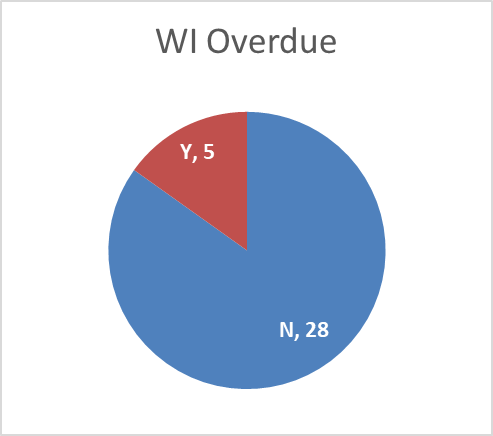 WI Overdue
Y, 5
N, 28